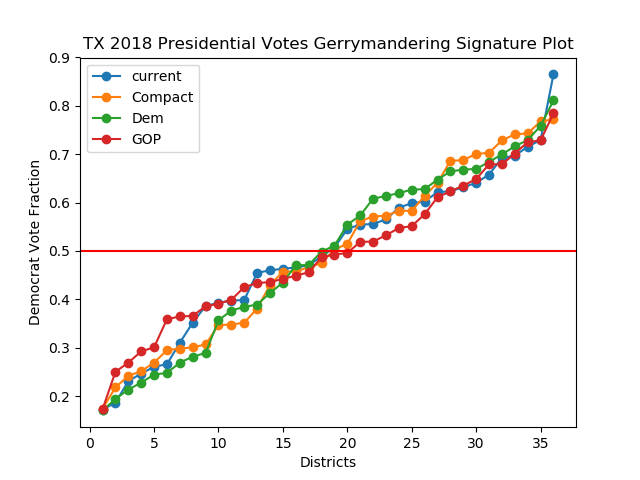 TX 2018 Presidential Votes Gerrymandering Signature Plot
current
Compact
Dem
GOP
Democrat Vote Fraction
0.9
0.8
0.7
0.6
0.5
0.4
0.3
0.2
0 5 10 15 20 25 30 35
Districts